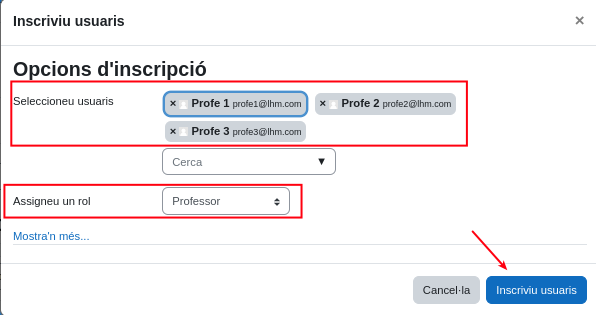 Inscriviu usuaris ×
Opcions d'inscripció
Seleccioneu usuaris × Profe 1 profe1@lhm.com × Profe 2 profe2@lhm.com
× Profe 3 profe3@lhm.com
Cerca ▼
Assigneu un rol Professor
Mostra'n més...
Cancel·la Inscriviu usuaris